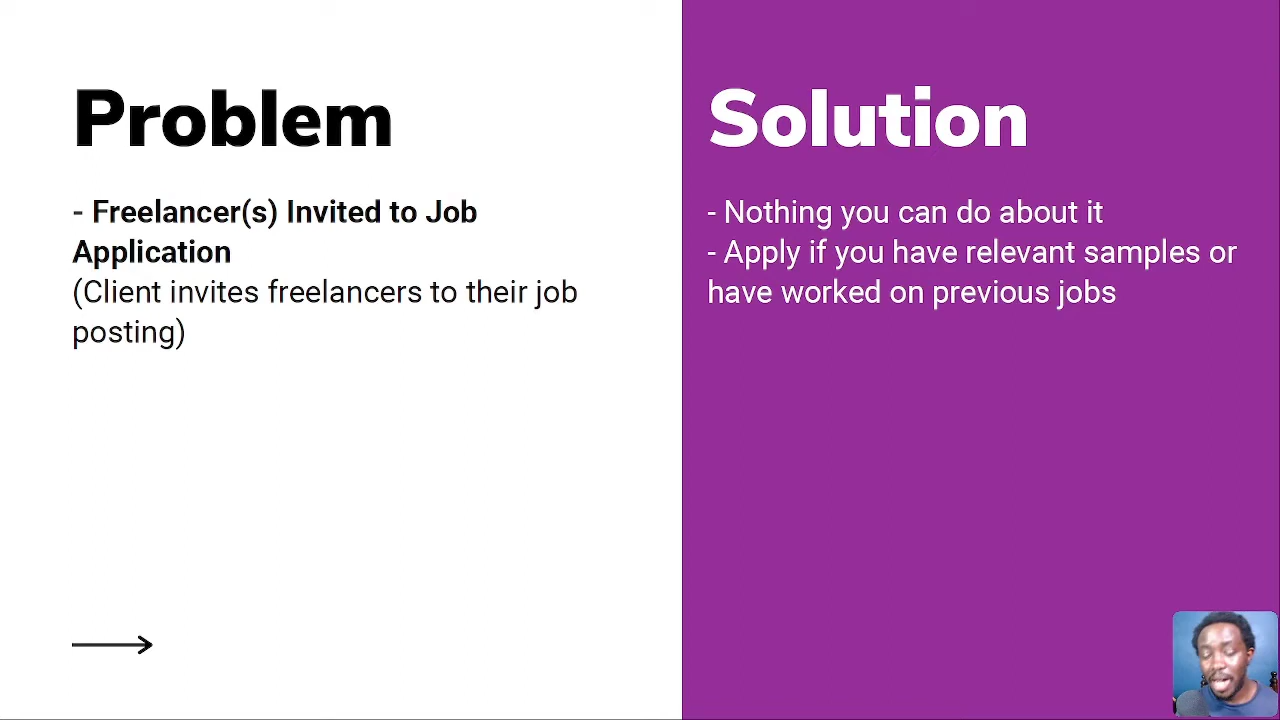 Problem
- Freelancer(s) Invited to Job
Application
(Client invites freelancers to their job
posting)
Solution
- Nothing you can do about it
- Apply if you have relevant samples or
have worked on previous jobs